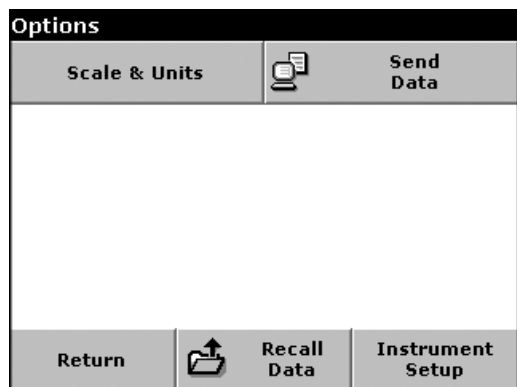 Options
Scale & Units
Send
Data
Return
Recall
Data
Instrument
Setup